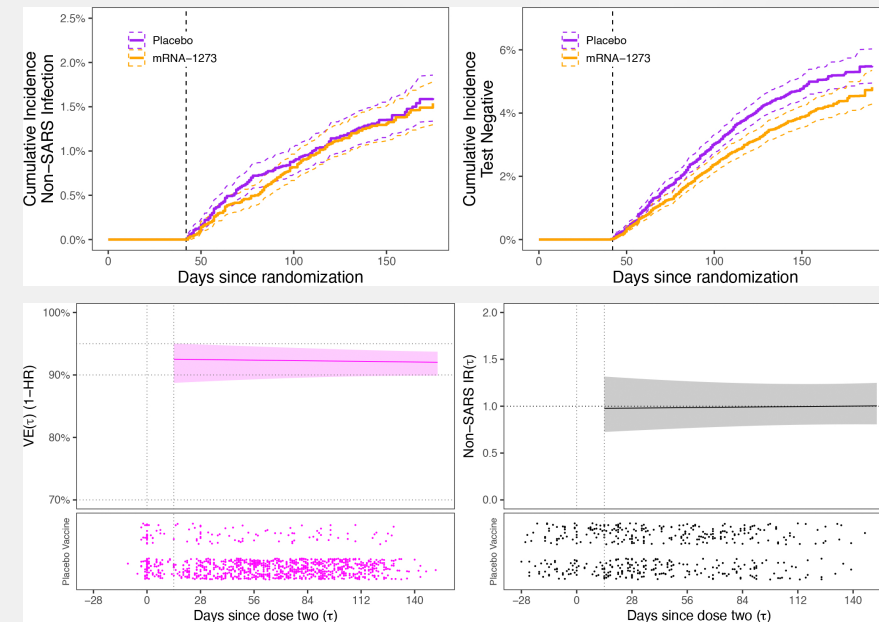 Cumulative Incidence
Non−SARS Infection
2.5%
2.0%
1.5%
1.0%
0.5%
0.0%
Placebo
mRNA−1273
0 50 100 150
Days since randomization
Cumulative Incidence
Test Negative
6%
4%
2%
0%
Placebo
mRNA−1273
0 50 100 150
Days since randomization
VE(τ) (1−HR)
100%
90%
80%
70%
Placebo Vaccine
−28 0 28 56 84 112 140
Days since dose two (τ)
Non−SARS IR(τ)
2.0
1.5
1.0
0.5
0.0
Placebo Vaccine
−28 0 28 56 84 112 140
Days since dose two (τ)